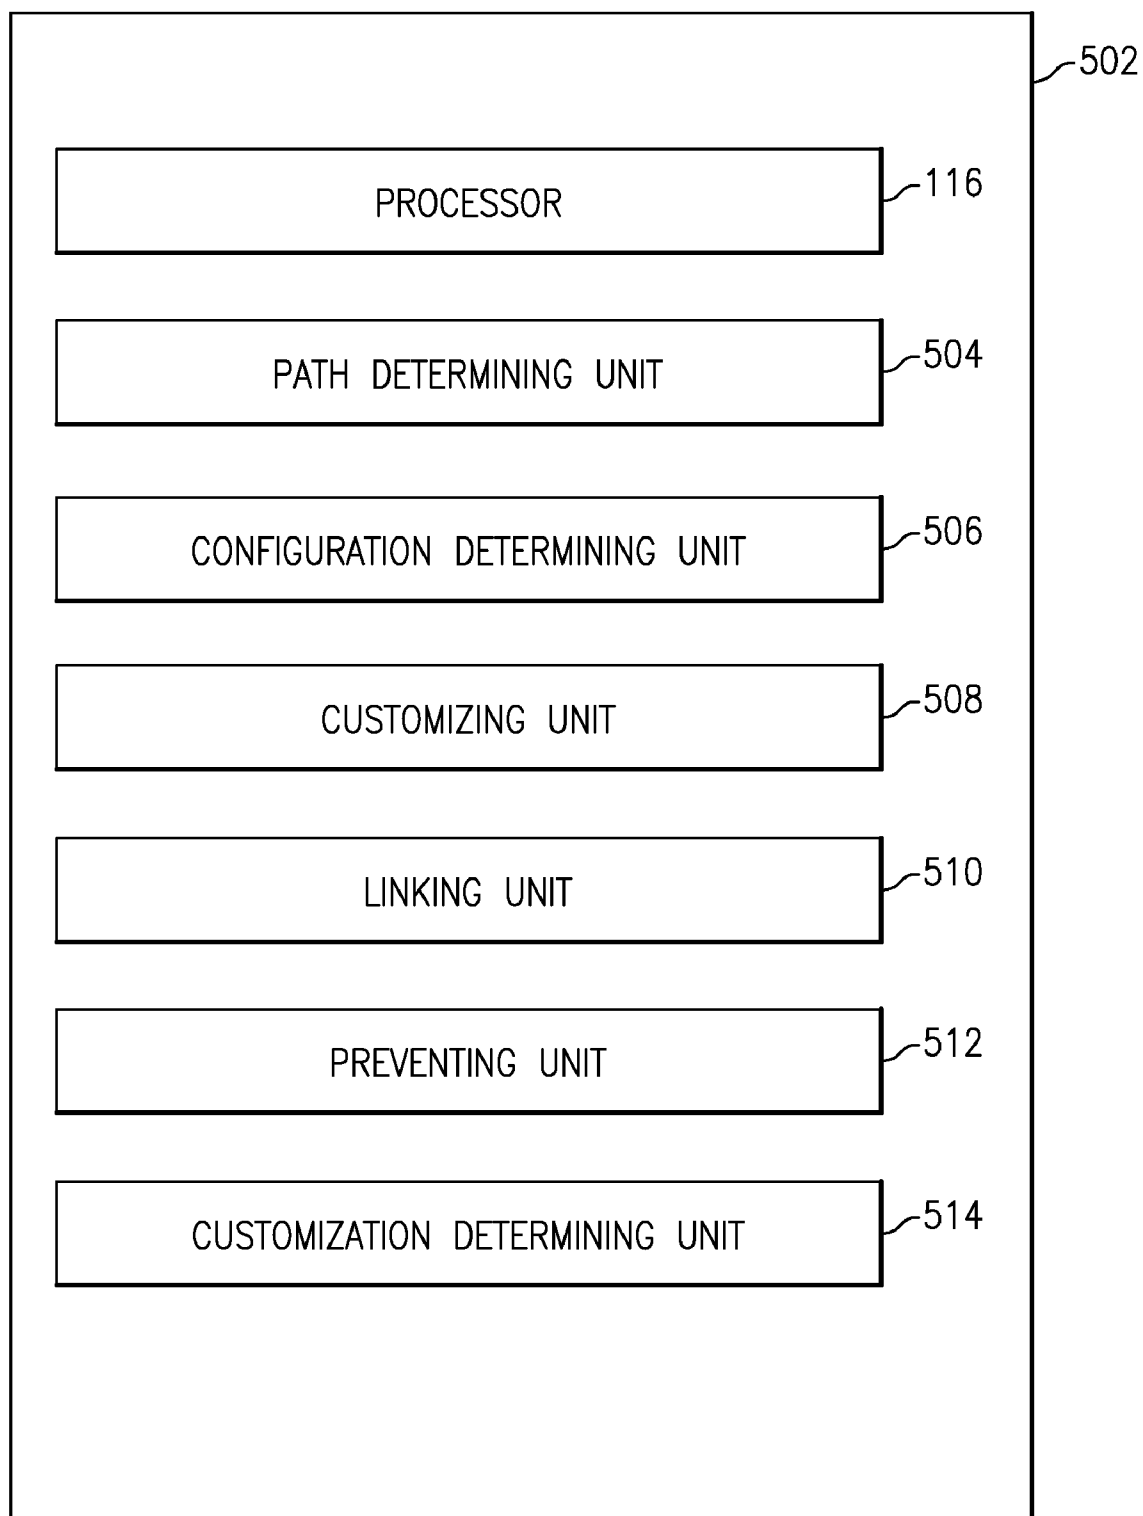 502
PROCESSOR
116
PATH DETERMINING UNIT
504
CONFIGURATION DETERMINING UNIT
506
CUSTOMIZING UNIT
508
LINKING UNIT
510
PREVENTING UNIT
512
CUSTOMIZATION DETERMINING UNIT
514